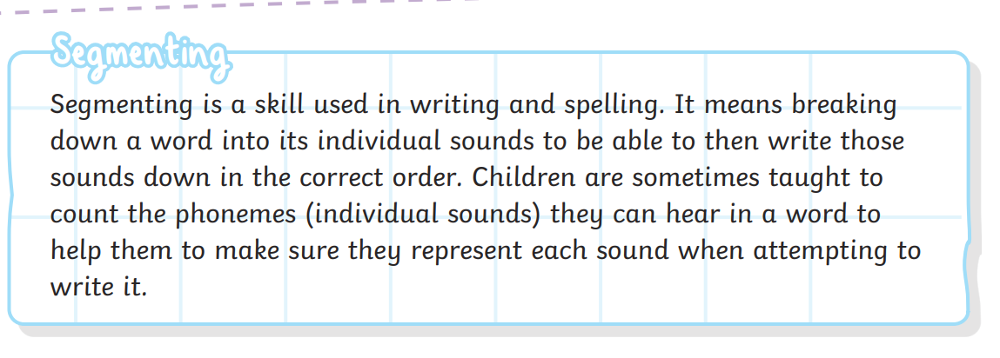 Segmenting
Segmenting is a skill used in writing and spelling. It means breaking
down a word into its individual sounds to be able to then write those
sounds down in the correct order. Children are sometimes taught to
count the phonemes (individual sounds) they can hear in a word to
help them to make sure they represent each sound when attempting to
write it.